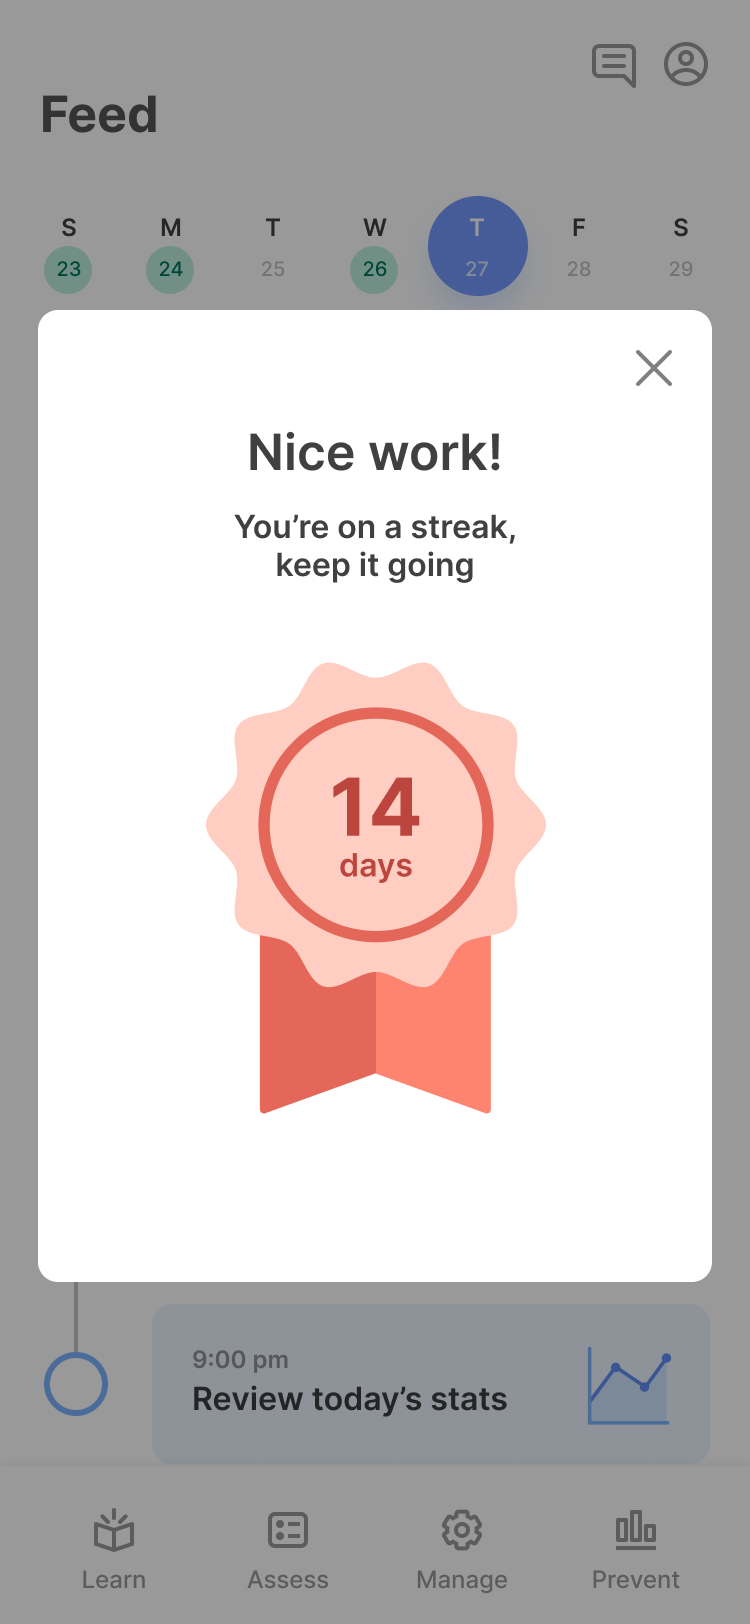 Feed
S M T W T F S
23 24 25 26 27 28 29
Nice work!
You’re on a streak,
keep it going
14
days
9:00 pm
Review today’s stats
Learn Assess Manage Prevent